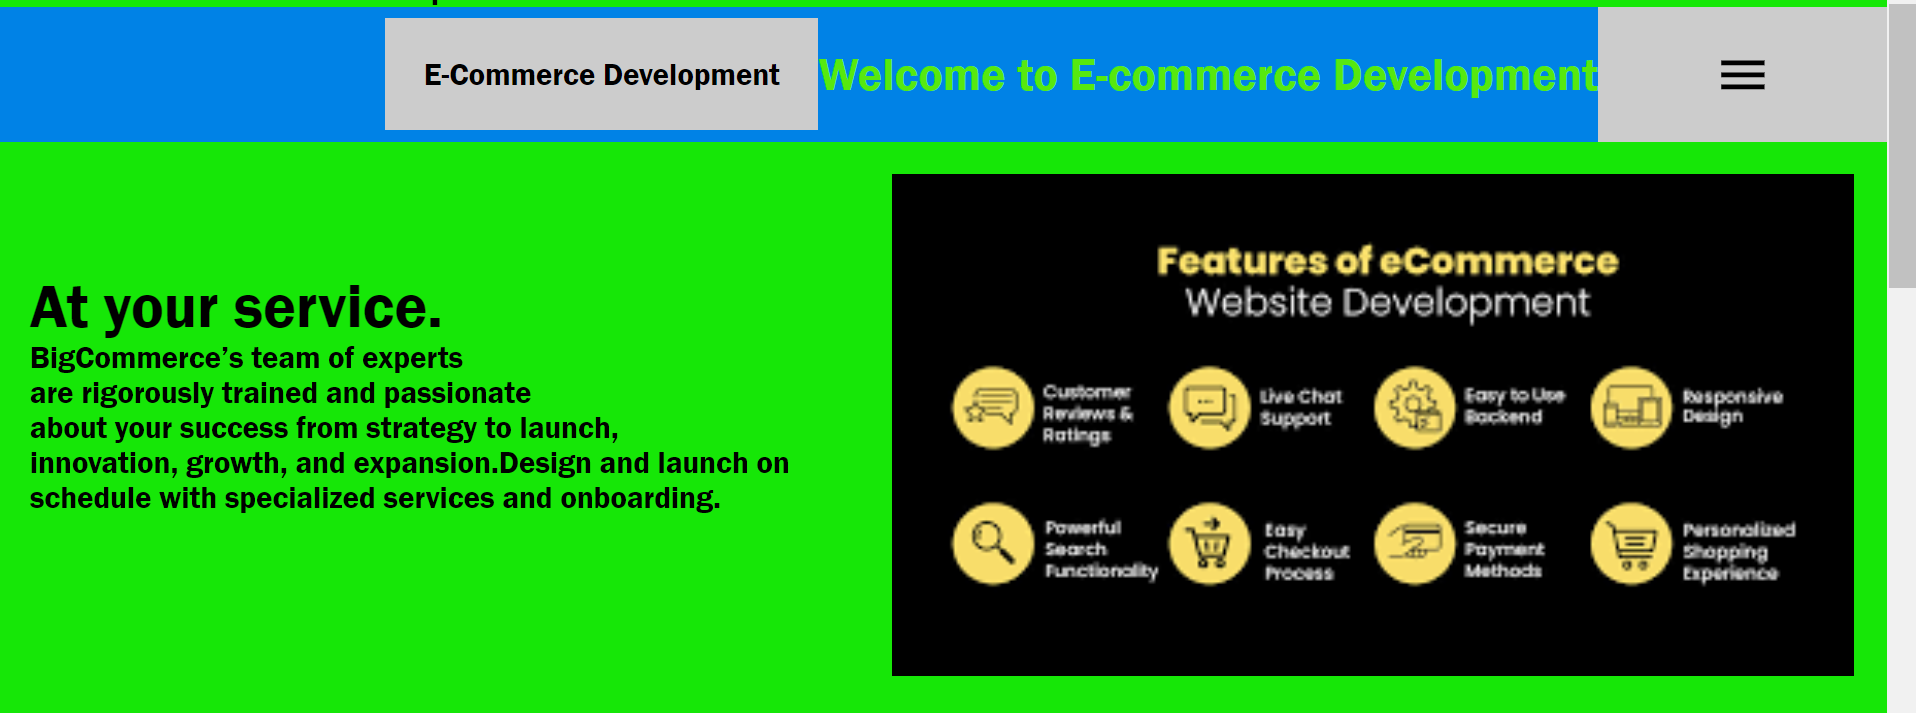 E-Commerce Development
Welcome to E-commerce Development
At your service.
BigCommerce’s team of experts
are rigorously trained and passionate
about your success from strategy to launch,
innovation, growth, and expansion.Design and launch on
schedule with specialized services and onboarding.
Features of eCommerce
Website Development
Customer
Reviews &
Ratings
Live Chat
Support
Easy to Use
Backend
Responsive
Design
Powerful
Search
Functionality
Easy
Checkout
Process
Secure
Payment
Methods
Personalized
Shopping
Experience